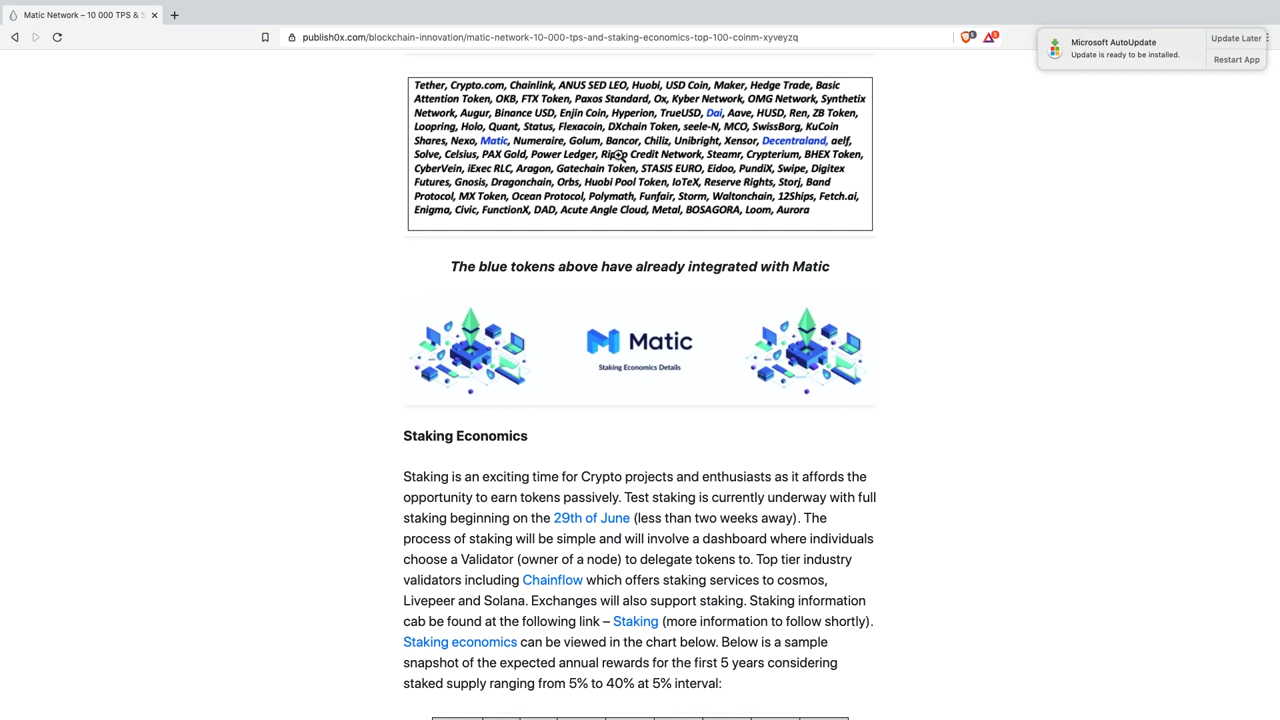 Matic Network – 10 000 TPS &
publish0x.com/blockchain-innovation/matic-network-10-000-tps-and-staking-economics-top-100-coinm-xyveyzq
Microsoft AutoUpdate
Update is ready to be installed.
Update Later
Restart App
Tether, Crypto.com, Chainlink, ANUS SED LEO, Huobi, USD Coin, Maker, Hedge Trade, Basic
Attention Token, OKB, FTX Token, Paxos Standard, Ox, Kyber Network, OMG Network, Synthetix
Network, Augur, Binance USD, Enjin Coin, Hyperion, TrueUSD, Dai, Aave, HUSD, Ren, ZB Token,
Loopring, Holo, Quant, Status, Flexacoin, DXchain Token, seele-N, MCO, SwissBorg, KuCoin
Shares, Nexo, Matic, Numeraire, Golum, Bancor, Chiliz, Unibright, Xensor, Decentraland, aelf,
Solve, Celsius, PAX Gold, Power Ledger, Credit Network, Steamr, Crypterium, BHEX Token,
CyberVein, iExec RLC, Aragon, Gatechain Token, STASIS EURO, Eidoo, PundiX, Swipe, Digitex
Futures, Gnosis, Dragonchain, Orbs, Huobi Pool Token, IoTeX, Reserve Rights, Storj, Band
Protocol, MX Token, Ocean Protocol, Polymath, Funfair, Storm, Waltonchain, 12Ships, Fetch.ai,
Enigma, Civic, FunctionX, DAD, Acute Angle Cloud, Metal, BOSAGORA, Loom, Aurora
The blue tokens above have already integrated with Matic
Matic
Staking Economics Details
Staking Economics
Staking is an exciting time for Crypto projects and enthusiasts as it affords the
opportunity to earn tokens passively. Test staking is currently underway with full
staking beginning on the 29th of June (less than two weeks away). The
process of staking will be simple and will involve a dashboard where individuals
choose a Validator (owner of a node) to delegate tokens to. Top tier industry
validators including Chainflow which offers staking services to cosmos,
Livepeer and Solana. Exchanges will also support staking. Staking information
cab be found at the following link – Staking (more information to follow shortly).
Staking economics can be viewed in the chart below. Below is a sample
snapshot of the expected annual rewards for the first 5 years considering
staked supply ranging from 5% to 40% at 5% interval: